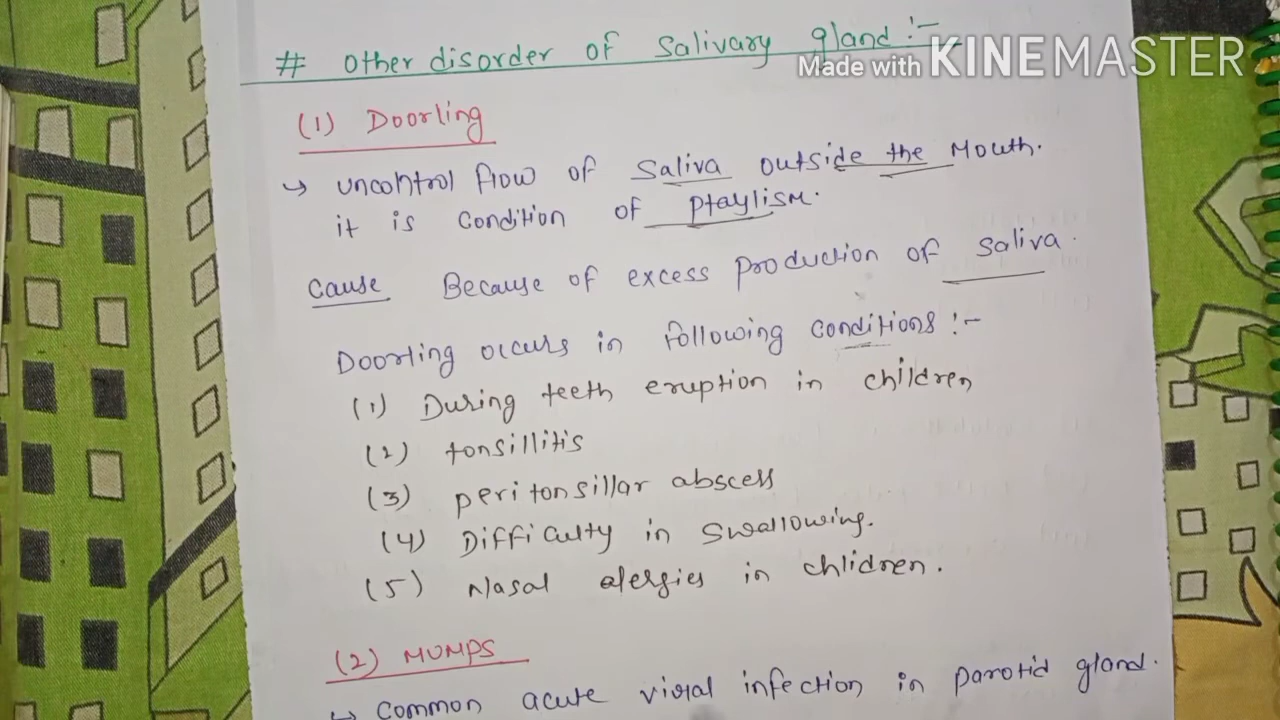 # Other disorder of Salivary gland :-
Made with KINEMASTER
(1) Doorling
→ uncontrol flow of Saliva outside the Mouth.
it is condition of Ptaylism.
Cause Because of excess production of saliva.
Doorling occurs in following conditions :-
(1) During teeth eruption in children
(2) tonsillitis
(3) peritonsillar abscess
(4) Difficulty in swallowing.
(5) Nasal alergies in chlidren.
(2) MUMPS
→ Common acute viral infection in parotid gland.